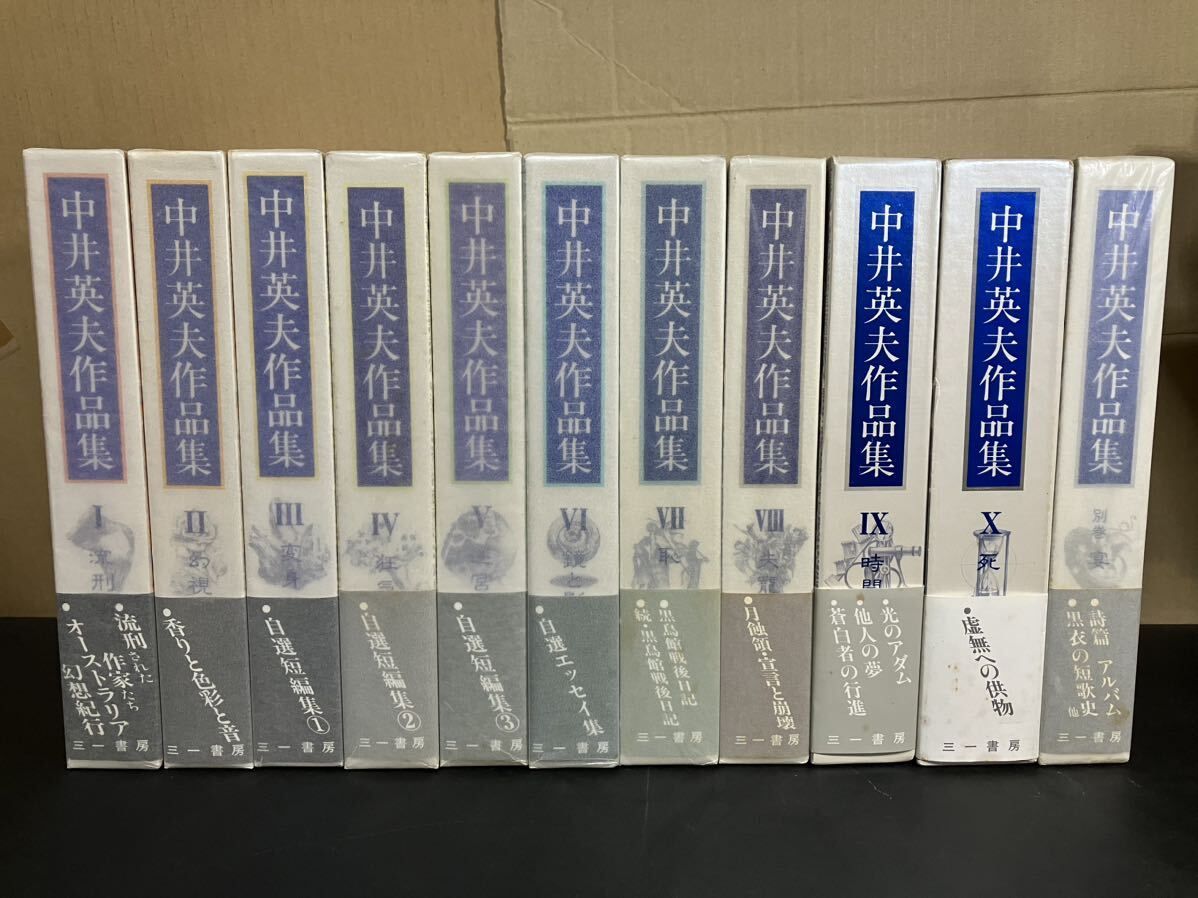 中井英夫作品集
I
流刑
・流刑された
作家たち
・オーストラリア
幻想紀行
中井英夫作品集
II
幻視
・香りと色彩と音
三一書房
中井英夫作品集
III
変身
・自選短編集①
三一書房
中井英夫作品集
IV
狂気
・自選短編集②
三一書房
中井英夫作品集
V
・自選短編集③
三一書房
中井英夫作品集
VI
鏡と
・自選エッセイ集
三一書房
中井英夫作品集
VII
恥
・黒鳥館戦後日記
続・黒鳥館戦後日記
三一書房
中井英夫作品集
VIII
・月蝕領・宣言と崩壊
三一書房
中井英夫作品集
IX
時間
・光のアダム
他人の夢
・蒼白者の行進
三一書房
中井英夫作品集
X
死
・虚無への供物
三一書房
中井英夫作品集
別巻
宴
・詩篇 アルバム
・黒衣の短歌史
他
三一書房
三一書房